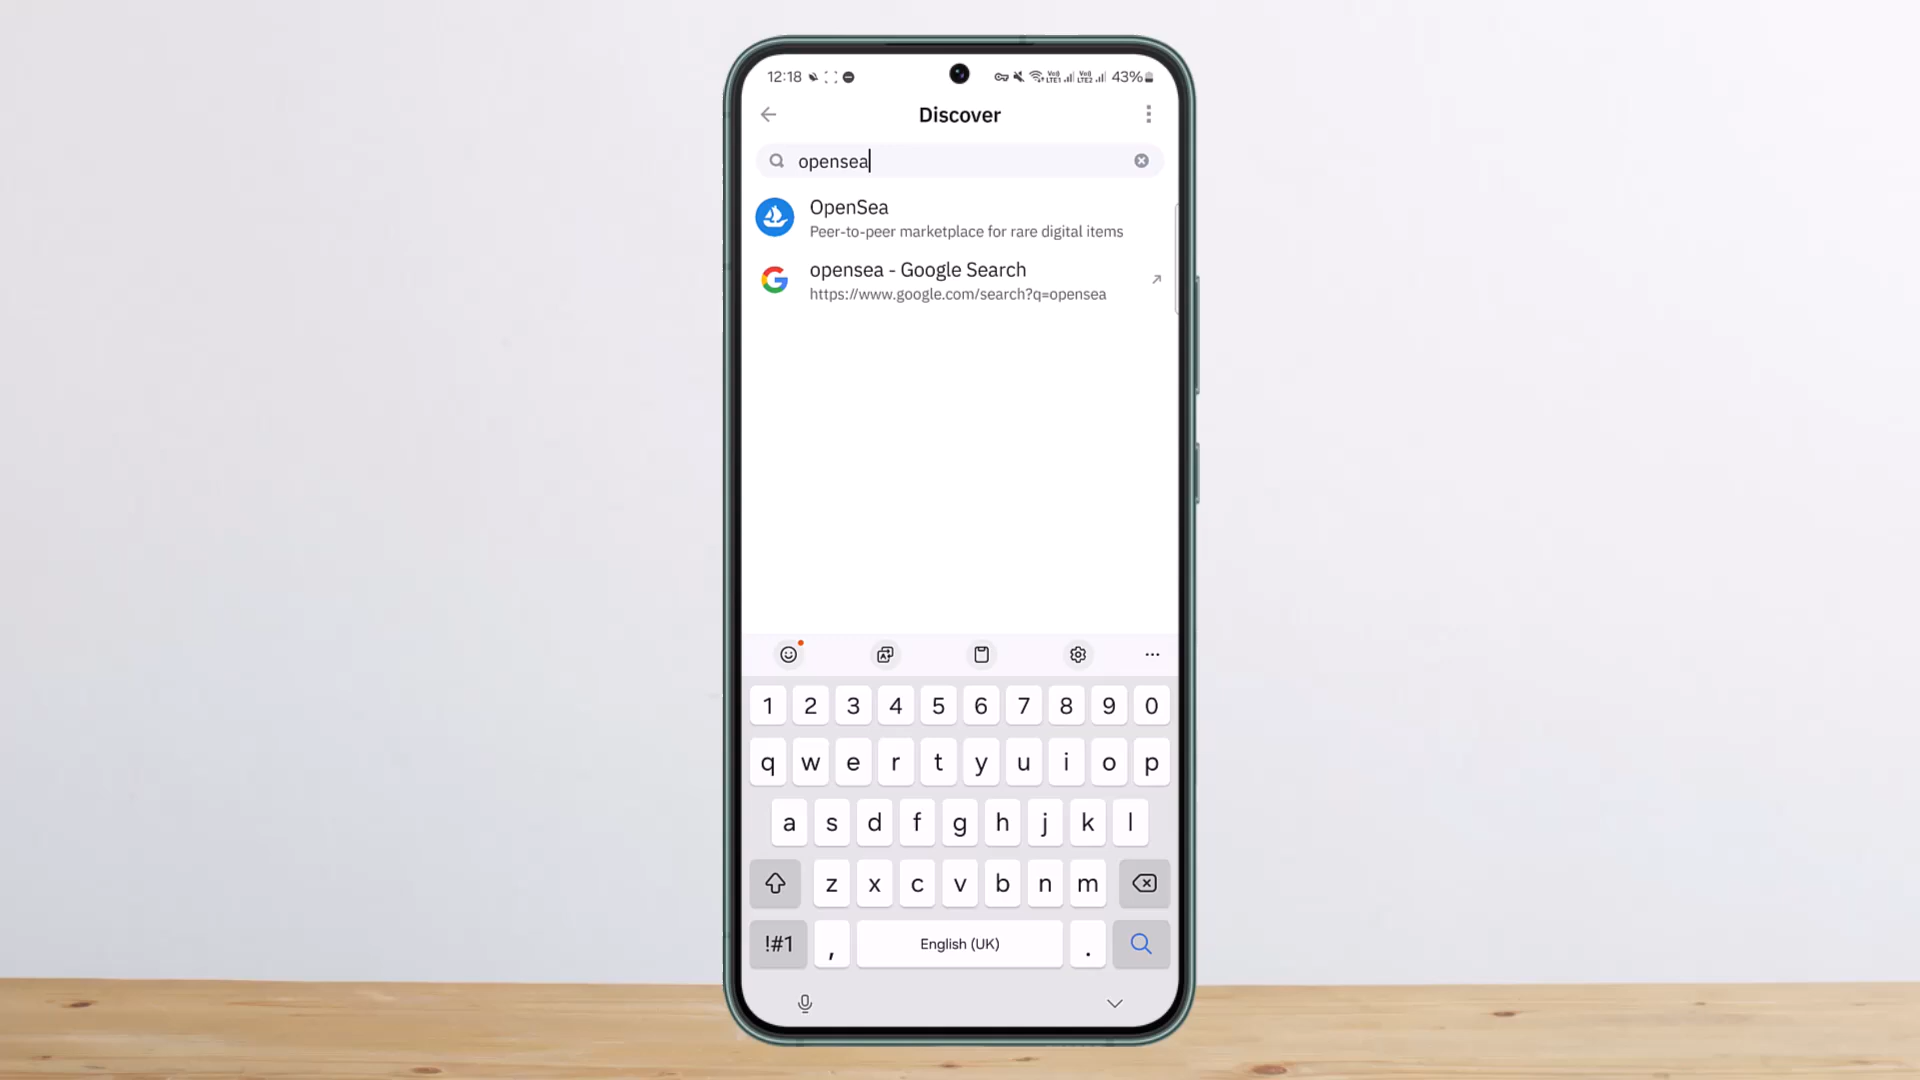 12:18 43%
Discover
opensea
OpenSea
Peer-to-peer marketplace for rare digital items
opensea - Google Search
https://www.google.com/search?q=opensea
1 2 3 4 5 6 7 8 9 0
q w e r t y u i o p
a s d f g h j k l
z x c v b n m
!#1 , English (UK) .